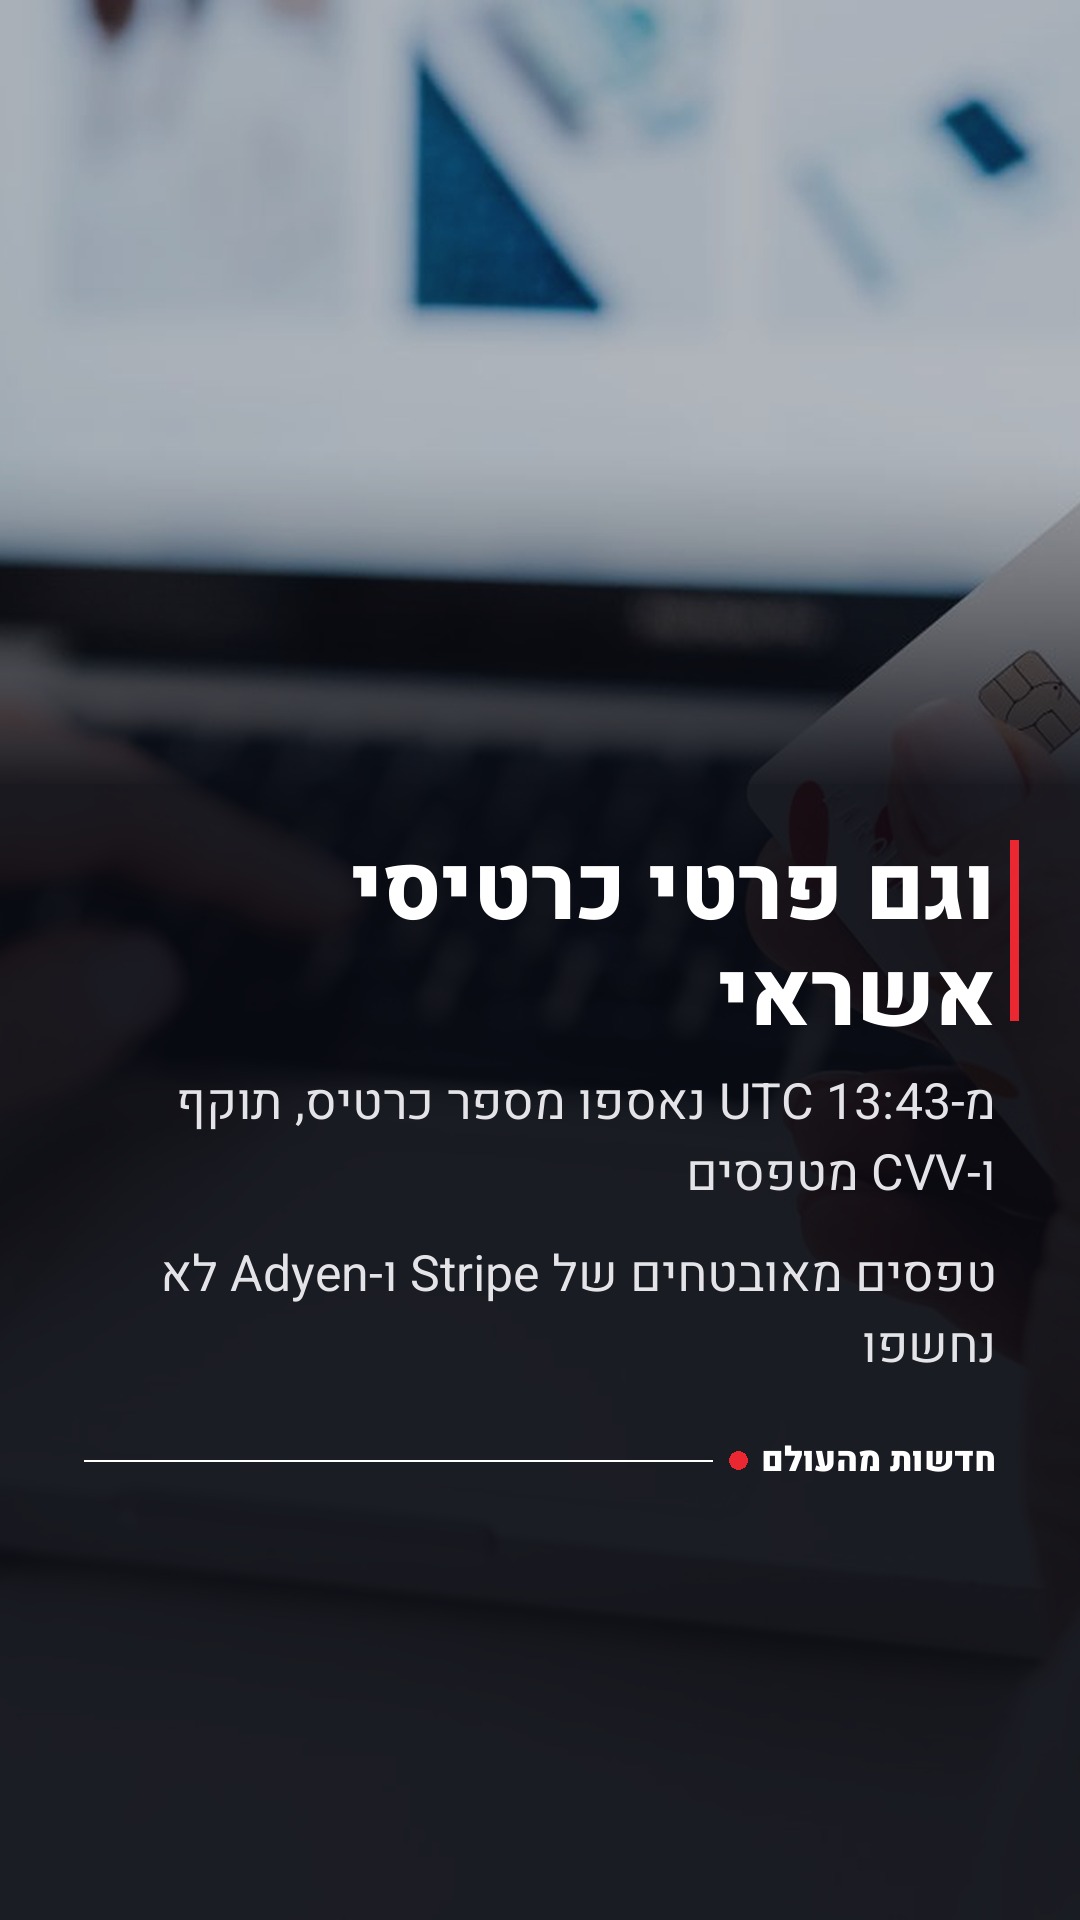 וגם פרטי כרטיסי
אשראי
מ-13:43 UTC נאספו מספר כרטיס, תוקף
ו-CVV מטפסים
טפסים מאובטחים של Stripe ו-Adyen לא
נחשפו
חדשות מהעולם